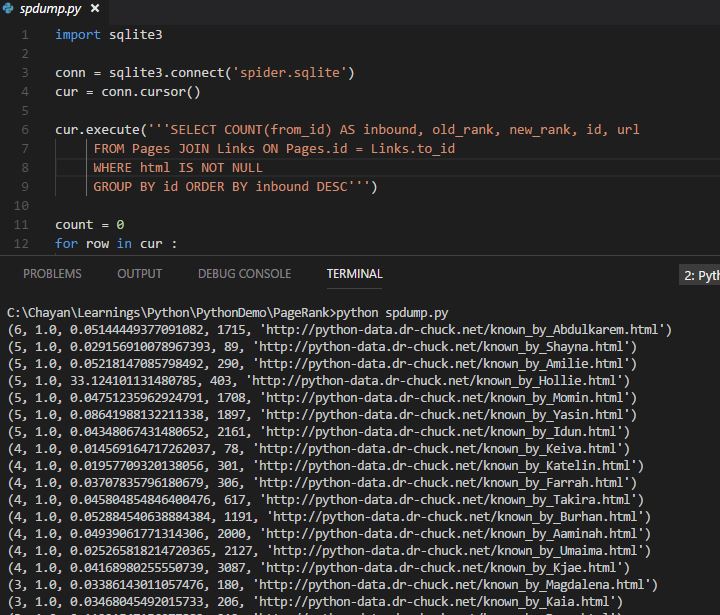 spdump.py ×
1 import sqlite3
2
3 conn = sqlite3.connect('spider.sqlite')
4 cur = conn.cursor()
5
6 cur.execute('''SELECT COUNT(from_id) AS inbound, old_rank, new_rank, id, url
7 FROM Pages JOIN Links ON Pages.id = Links.to_id
8 WHERE html IS NOT NULL
9 GROUP BY id ORDER BY inbound DESC''')
10
11 count = 0
12 for row in cur :
PROBLEMS OUTPUT DEBUG CONSOLE TERMINAL 2: Pyth
C:\Chayan\Learnings\Python\PythonDemo\PageRank>python spdump.py
(6, 1.0, 0.05144449377091082, 1715, 'http://python-data.dr-chuck.net/known_by_Abdulkarem.html')
(5, 1.0, 0.029156910078967393, 89, 'http://python-data.dr-chuck.net/known_by_Shayna.html')
(5, 1.0, 0.05218147085798492, 290, 'http://python-data.dr-chuck.net/known_by_Amilie.html')
(5, 1.0, 33.124101131480785, 403, 'http://python-data.dr-chuck.net/known_by_Hollie.html')
(5, 1.0, 0.04751235962924791, 1708, 'http://python-data.dr-chuck.net/known_by_Momin.html')
(5, 1.0, 0.08641988132211338, 1897, 'http://python-data.dr-chuck.net/known_by_Yasin.html')
(5, 1.0, 0.04348067431480652, 2161, 'http://python-data.dr-chuck.net/known_by_Idun.html')
(4, 1.0, 0.014569164717262037, 78, 'http://python-data.dr-chuck.net/known_by_Keiva.html')
(4, 1.0, 0.01957709320138056, 301, 'http://python-data.dr-chuck.net/known_by_Katelin.html')
(4, 1.0, 0.03707835796180679, 306, 'http://python-data.dr-chuck.net/known_by_Farrah.html')
(4, 1.0, 0.045804854846400476, 617, 'http://python-data.dr-chuck.net/known_by_Takira.html')
(4, 1.0, 0.052884540638884384, 1191, 'http://python-data.dr-chuck.net/known_by_Burhan.html')
(4, 1.0, 0.04939061771314306, 2000, 'http://python-data.dr-chuck.net/known_by_Aaminah.html')
(4, 1.0, 0.025265818214720365, 2127, 'http://python-data.dr-chuck.net/known_by_Umaima.html')
(4, 1.0, 0.04168980255550739, 3087, 'http://python-data.dr-chuck.net/known_by_Kjae.html')
(3, 1.0, 0.03386143011057476, 180, 'http://python-data.dr-chuck.net/known_by_Magdalena.html')
(3, 1.0, 0.03468045492015733, 206, 'http://python-data.dr-chuck.net/known_by_Kaia.html')